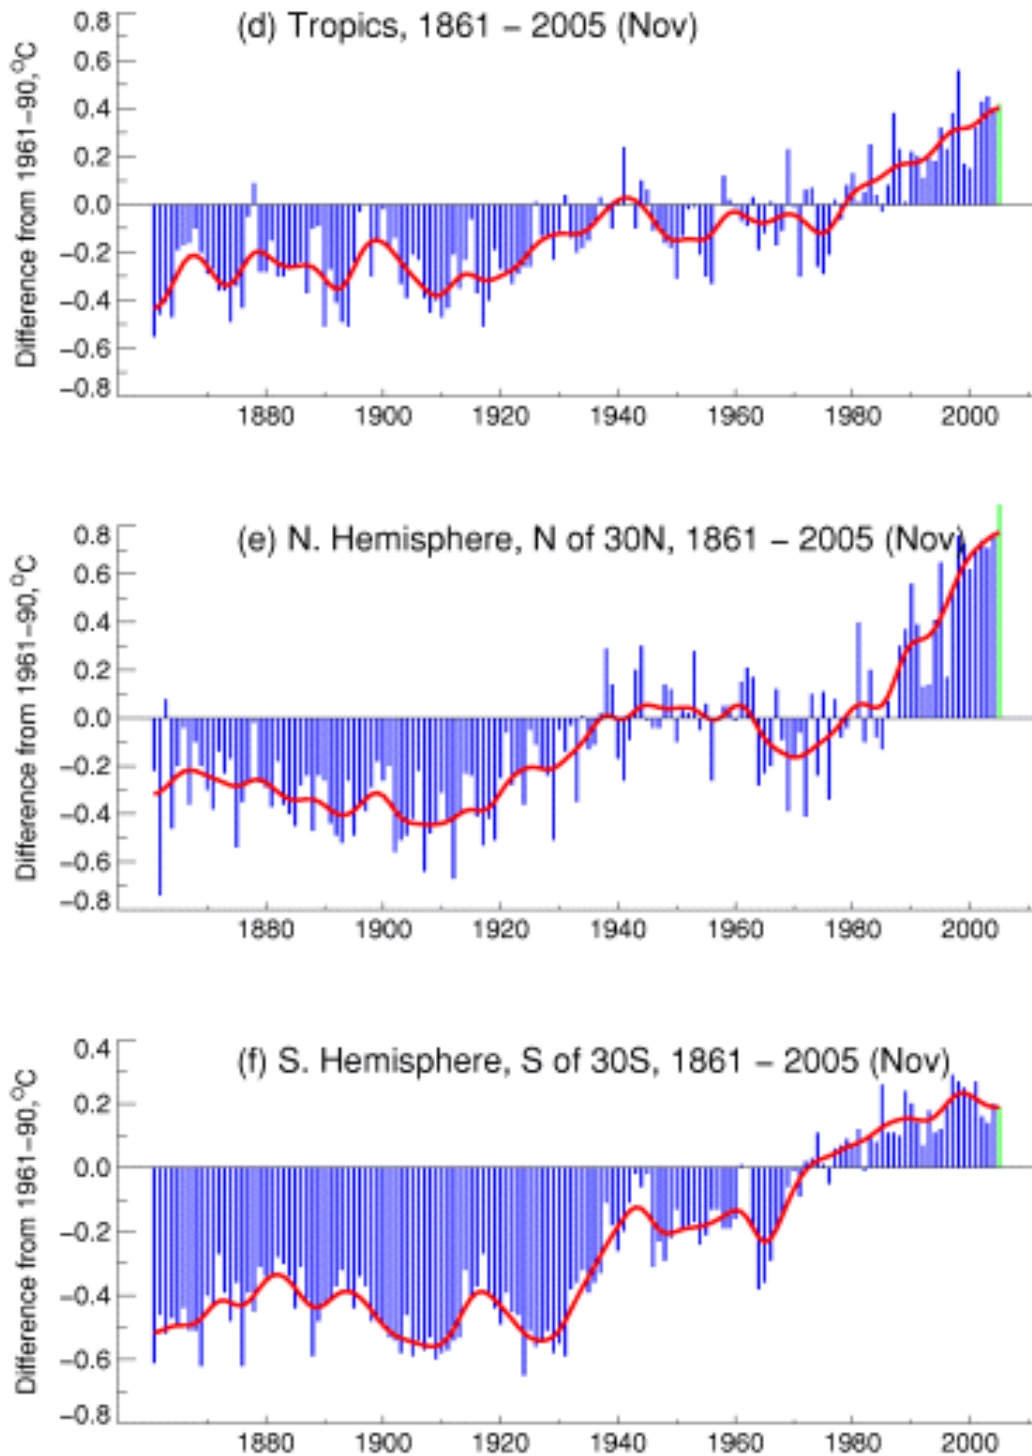 (d) Tropics, 1861 – 2005 (Nov)
Difference from 1961–90,°C
0.8
0.6
0.4
0.2
0.0
−0.2
−0.4
−0.6
−0.8
1880 1900 1920 1940 1960 1980 2000
(e) N. Hemisphere, N of 30N, 1861 – 2005 (Nov)
Difference from 1961–90,°C
0.8
0.6
0.4
0.2
0.0
−0.2
−0.4
−0.6
−0.8
1880 1900 1920 1940 1960 1980 2000
(f) S. Hemisphere, S of 30S, 1861 – 2005 (Nov)
Difference from 1961–90,°C
0.4
0.2
0.0
−0.2
−0.4
−0.6
−0.8
1880 1900 1920 1940 1960 1980 2000